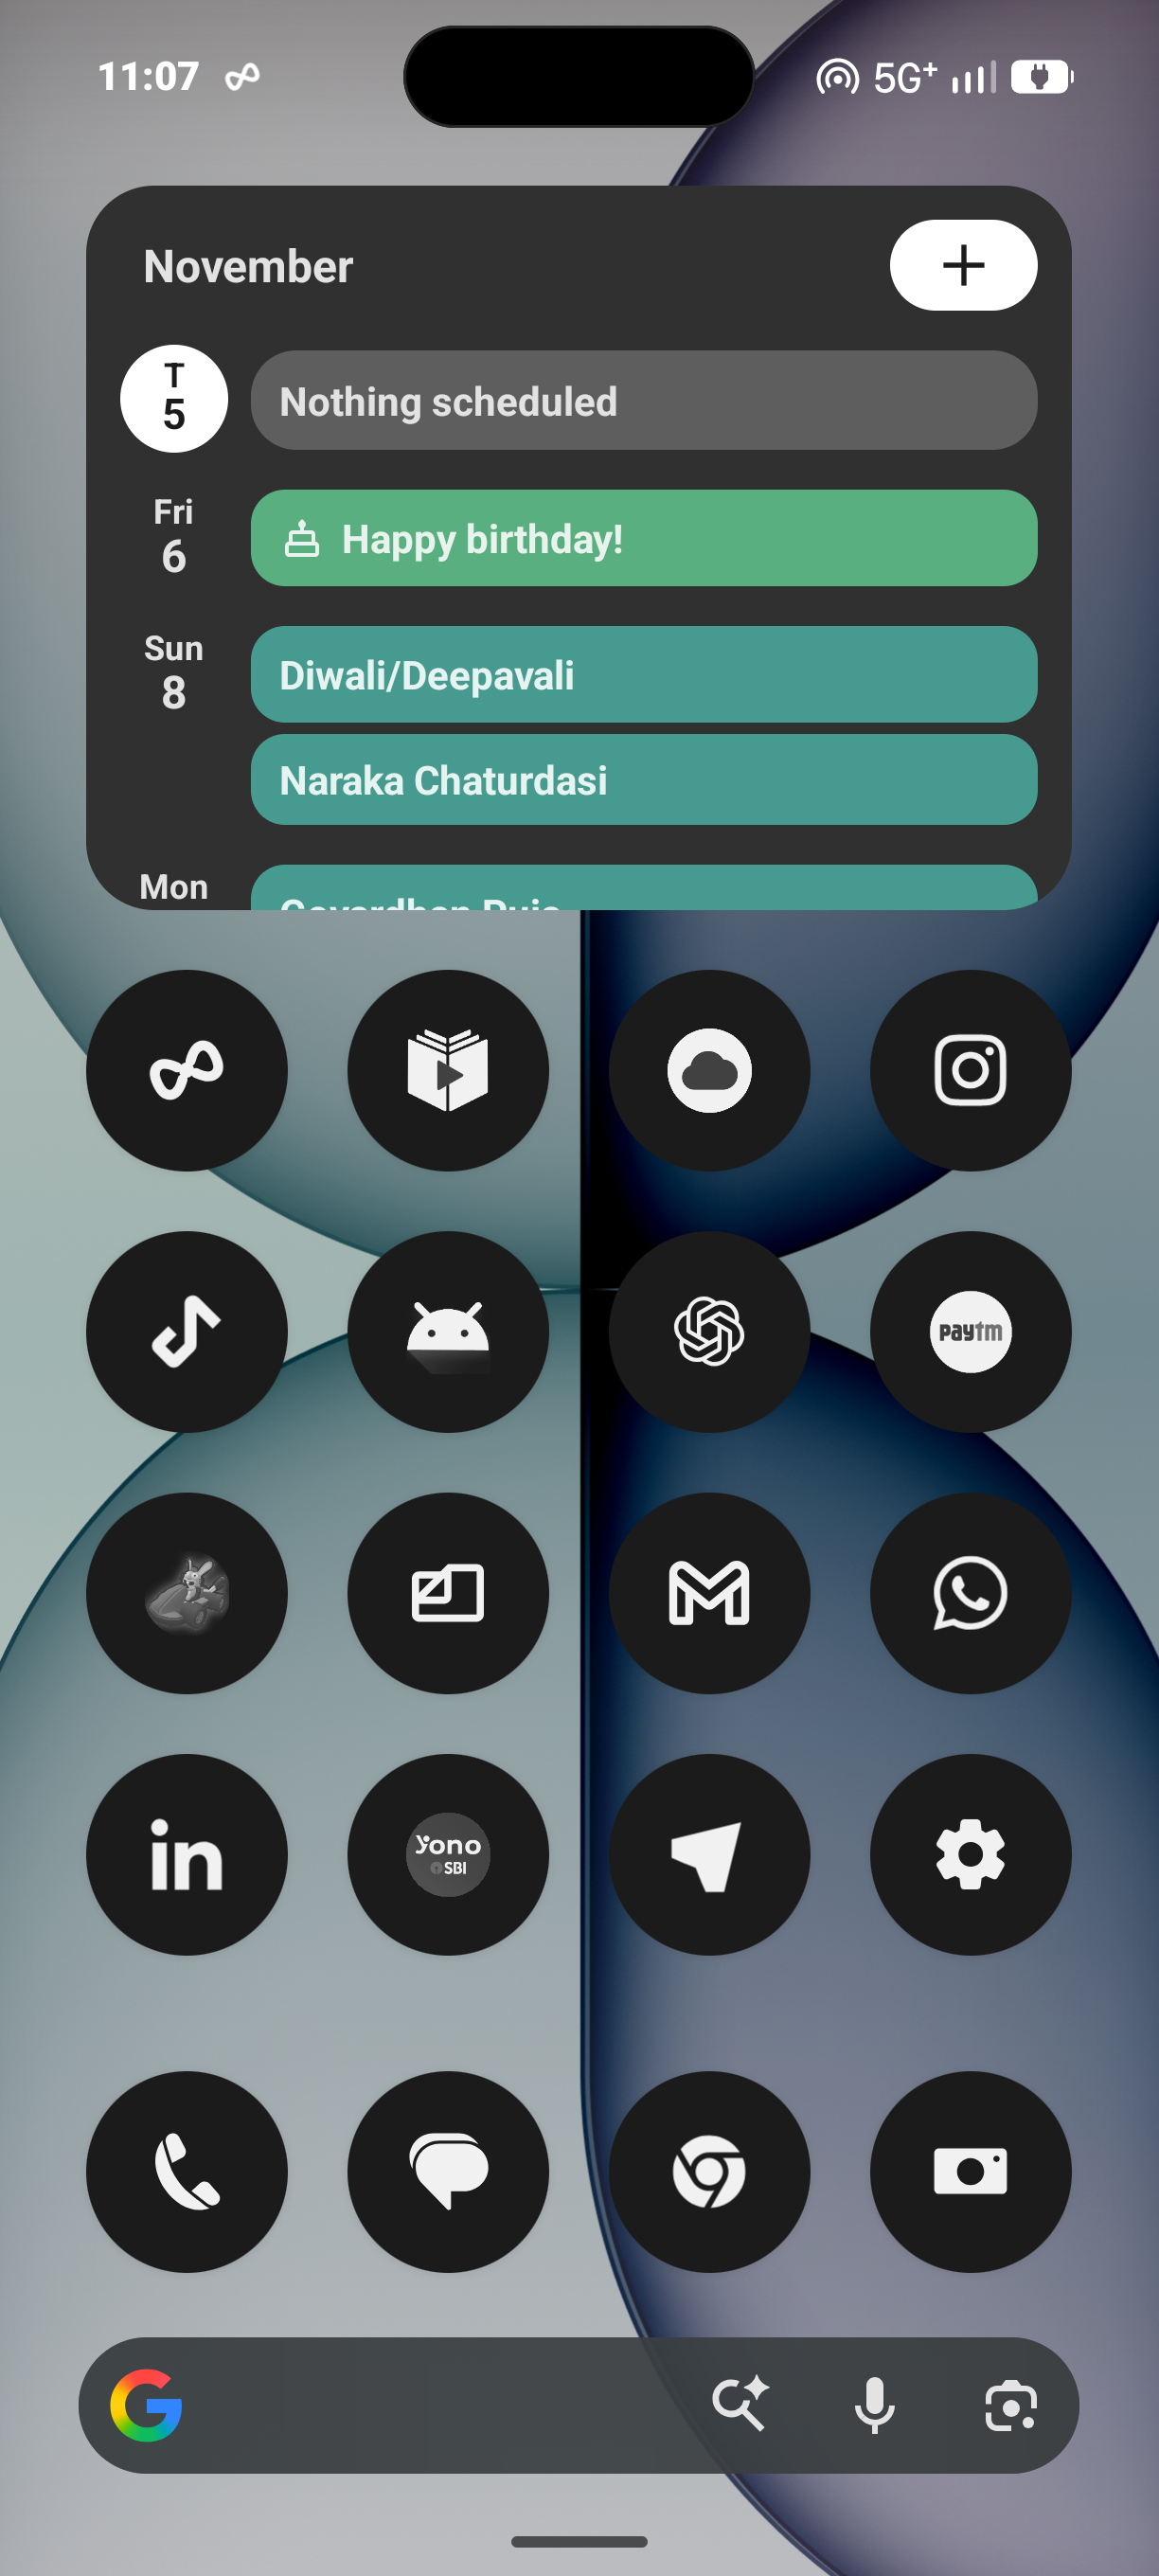 11:07
5G+
November
T
5
Nothing scheduled
Fri
6
Happy birthday!
Sun
8
Diwali/Deepavali
Naraka Chaturdasi
Mon
paytm
in
yono
SBI